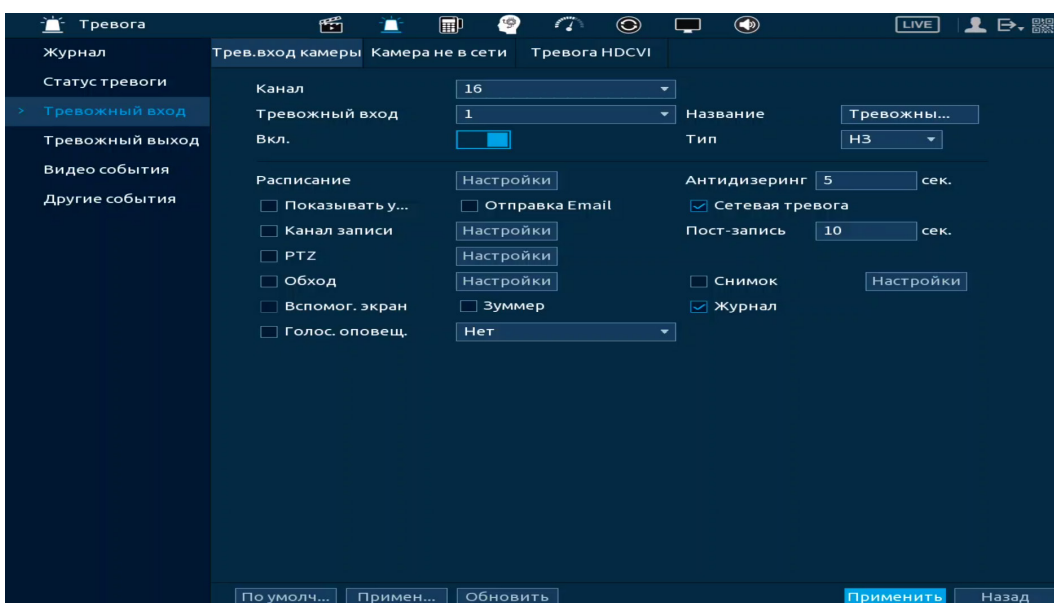 Тревога LIVE
Журнал
Статус тревоги
> Тревожный вход
Тревожный выход
Видео события
Другие события
Трев.вход камеры Камера не в сети Тревога HDCVI
Канал 16
Тревожный вход 1 Название Тревожны...
Вкл. Тип НЗ
Расписание Настройки Антидизеринг 5 сек.
Показывать у... Отправка Email Сетевая тревога
Канал записи Настройки Пост-запись 10 сек.
PTZ Настройки
Обход Настройки Снимок Настройки
Вспомог. экран Зуммер Журнал
Голос. оповещ. Нет
По умолч... Примен... Обновить Применить Назад